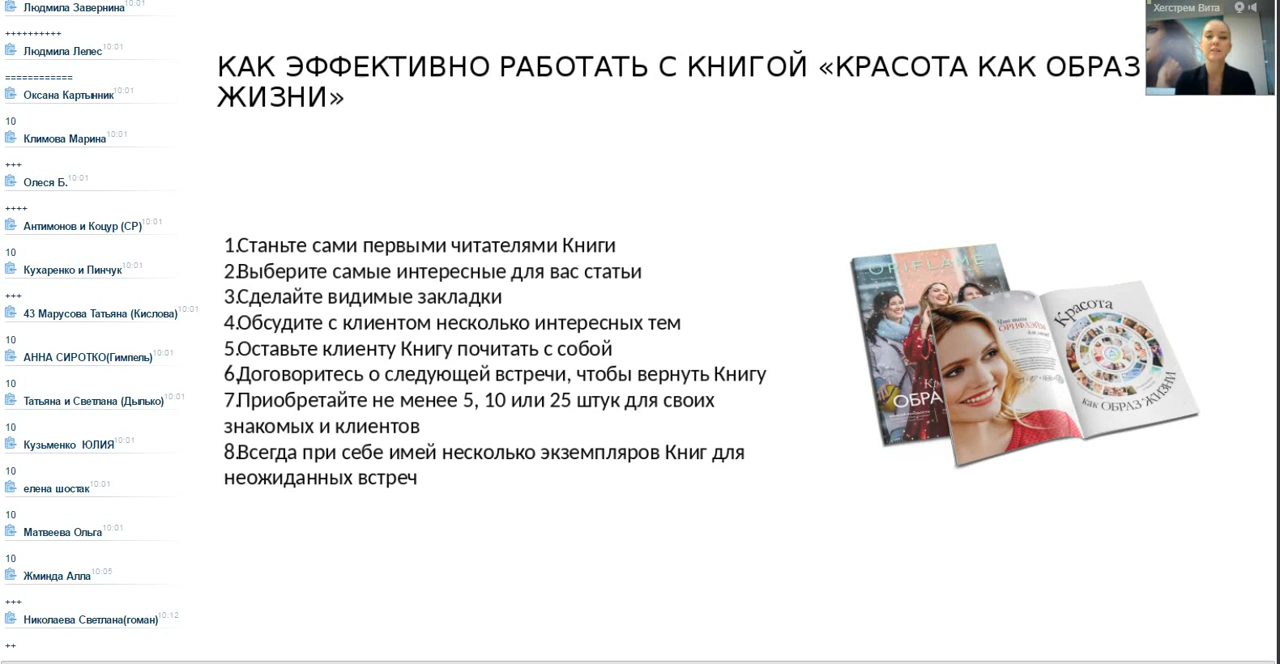 Людмила Завернина 10:01
++++++++++
Людмила Лелес 10:01
============
Оксана Картынник 10:01
10
Климова Марина 10:01
+++
Олеся Б. 10:01
++++
Антимонов и Коцур (СР) 10:01
10
Кухаренко и Пинчук 10:01
+++
43 Марусова Татьяна (Кислова) 10:01
10
АННА СИРОТКО(Гимпель) 10:01
10
Татьяна и Светлана (Дылько) 10:01
10
Кузьменко ЮЛИЯ 10:01
10
елена шостак 10:01
10
Матвеева Ольга 10:01
10
Жминда Алла 10:05
+++
Николаева Светлана(гоман) 10:12
++
КАК ЭФФЕКТИВНО РАБОТАТЬ С КНИГОЙ «КРАСОТА КАК ОБРАЗ
ЖИЗНИ»
Хегстрем Вита
1.Станьте сами первыми читателями Книги
2.Выберите самые интересные для вас статьи
3.Сделайте видимые закладки
4.Обсудите с клиентом несколько интересных тем
5.Оставьте клиенту Книгу почитать с собой
6.Договоритесь о следующей встречи, чтобы вернуть Книгу
7.Приобретайте не менее 5, 10 или 25 штук для своих
знакомых и клиентов
8.Всегда при себе имей несколько экземпляров Книг для
неожиданных встреч
ORIFLAME
ОБРА
ОРИФЛЭЙМ
Красота
как ОБРАЗ ЖИЗНИ